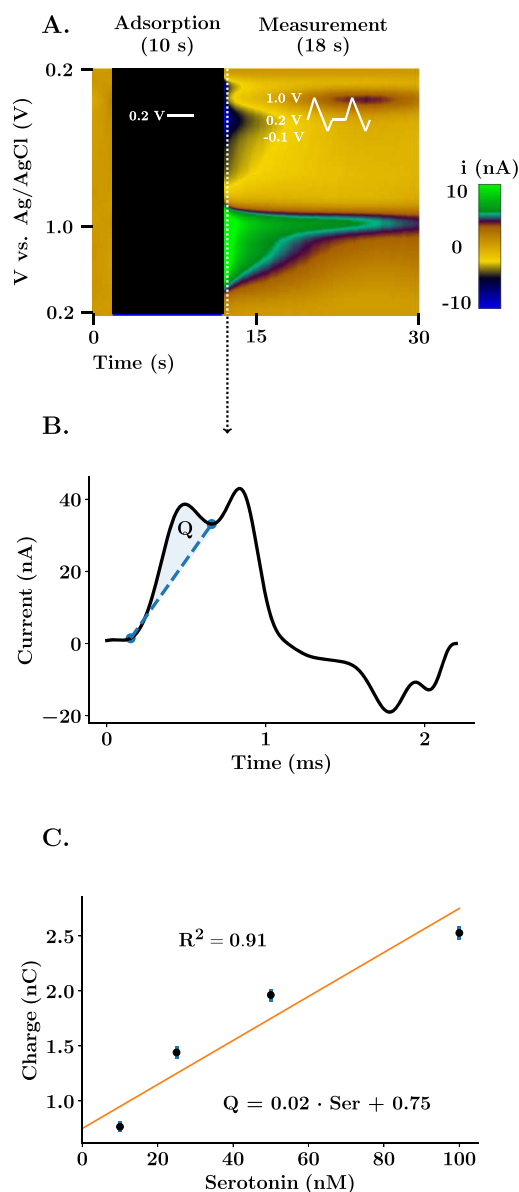 A.
Adsorption
(10 s)
Measurement
(18 s)
V vs. Ag/AgCl (V)
0.2
1.0
0.2
0.2 V
1.0 V
0.2 V
-0.1 V
i (nA)
10
0
-10
0
15
30
Time (s)
B.
Current (nA)
40
20
0
−20
Q
0
1
2
Time (ms)
C.
Charge (nC)
2.5
2.0
1.5
1.0
R² = 0.91
Q = 0.02 · Ser + 0.75
0
20
40
60
80
100
Serotonin (nM)